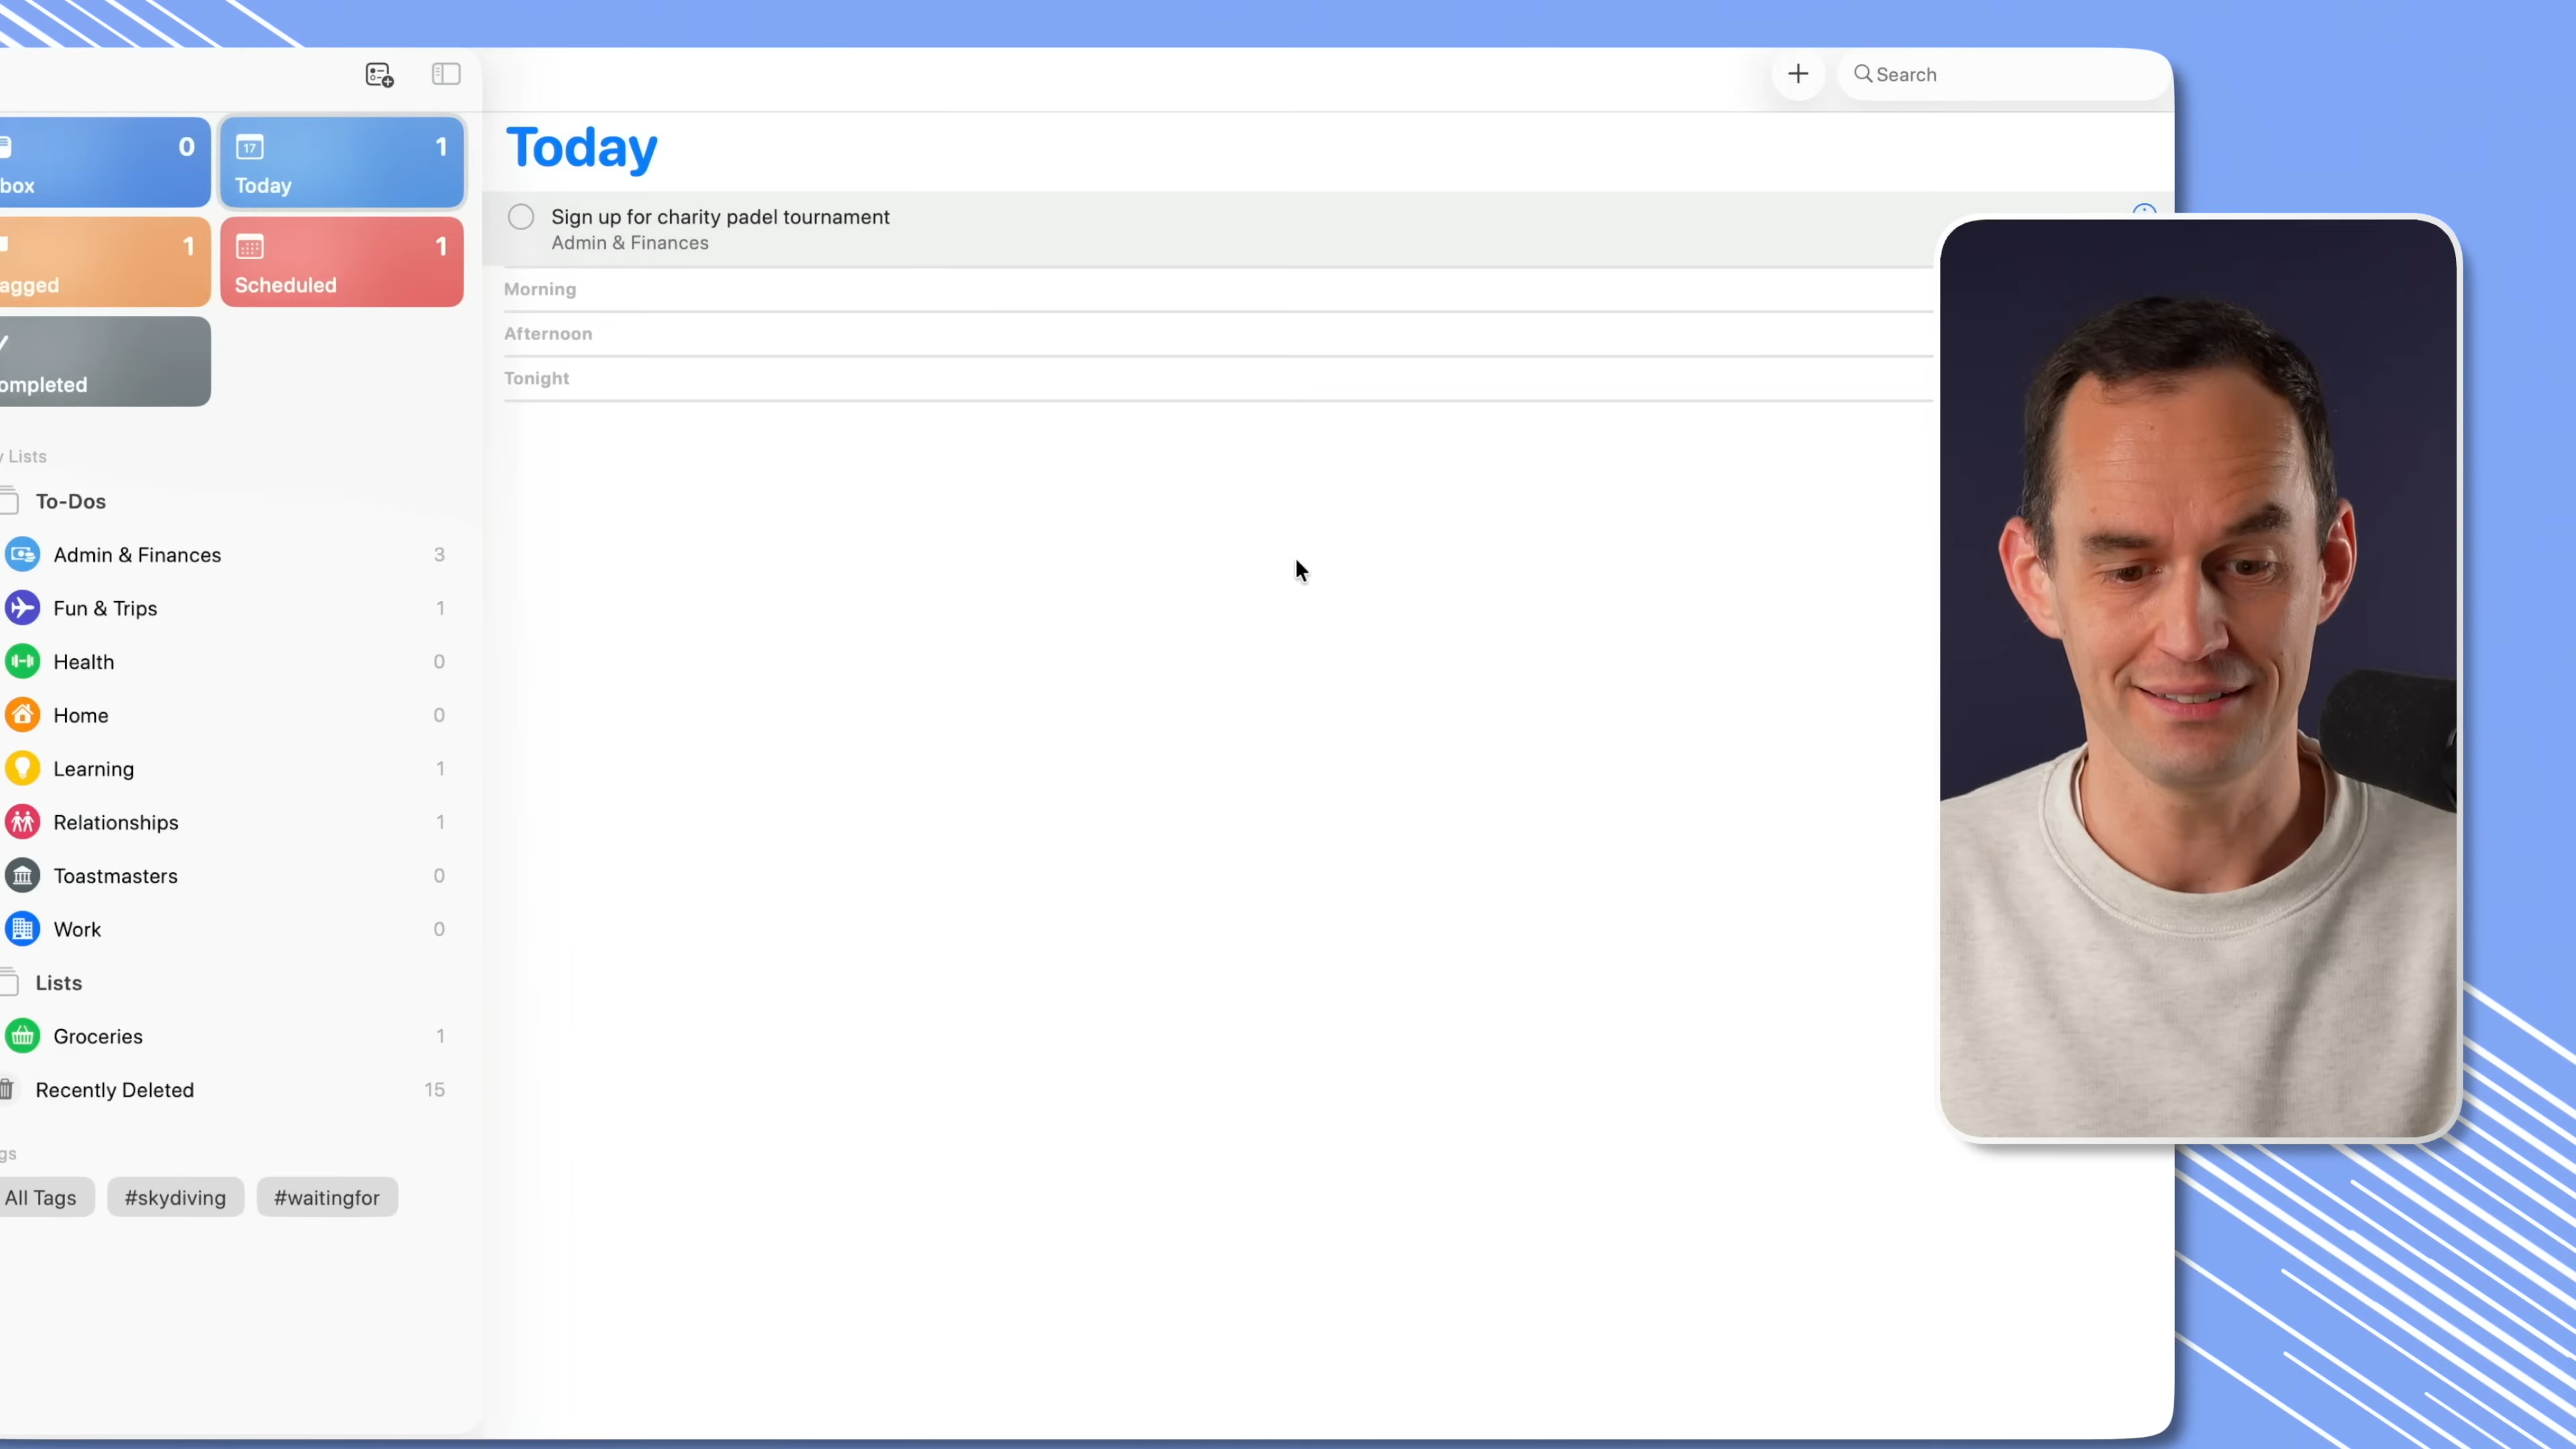 Search
0
box
17
1
Today
1
agged
1
Scheduled
ompleted
Lists
To-Dos
Admin & Finances 3
Fun & Trips 1
Health 0
Home 0
Learning 1
Relationships 1
Toastmasters 0
Work 0
Lists
Groceries 1
Recently Deleted 15
gs
All Tags #skydiving #waitingfor
Today
Sign up for charity padel tournament
Admin & Finances
Morning
Afternoon
Tonight